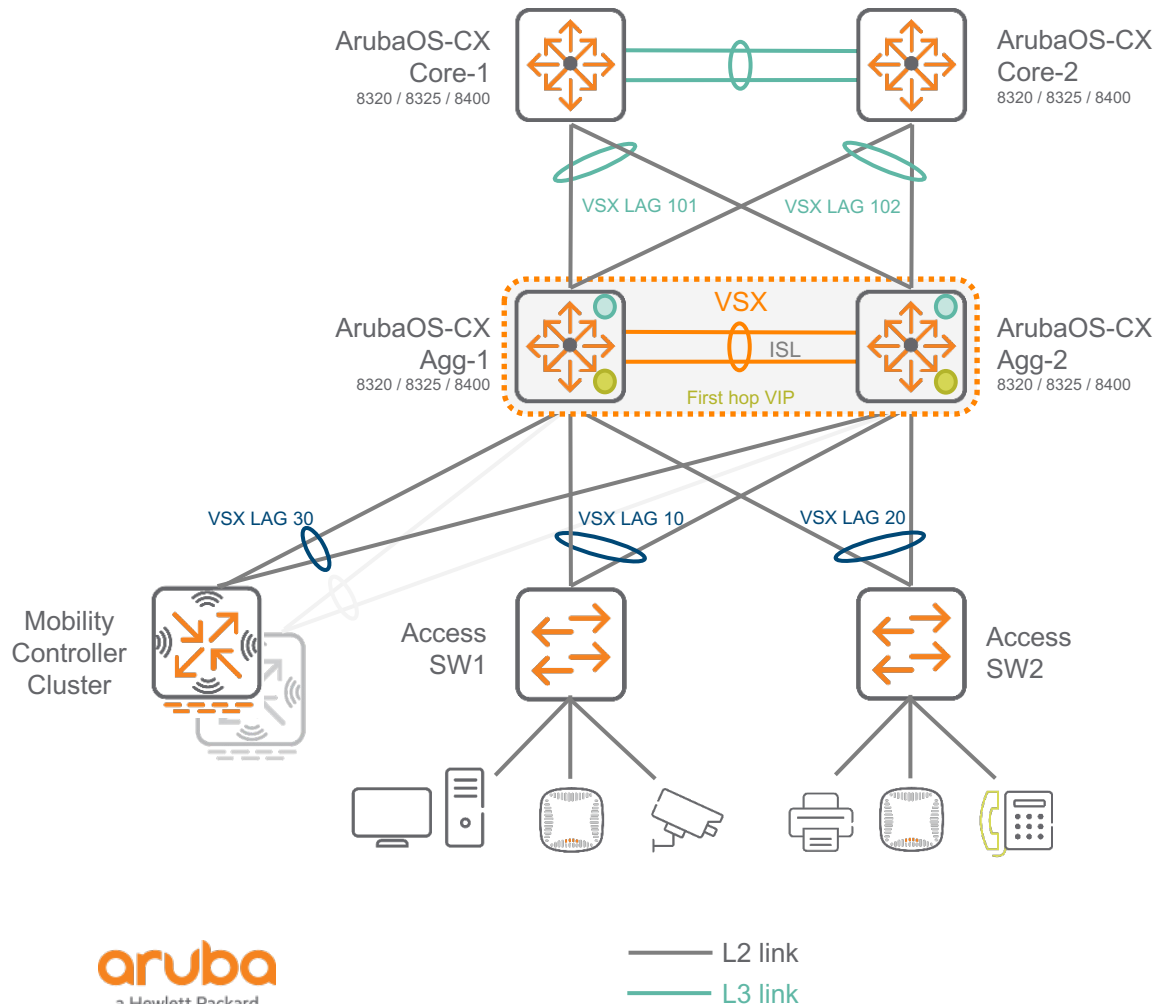 ArubaOS-CX
Core-1
8320 / 8325 / 8400
ArubaOS-CX
Core-2
8320 / 8325 / 8400
VSX LAG 101
VSX LAG 102
VSX
ArubaOS-CX
Agg-1
8320 / 8325 / 8400
ISL
First hop VIP
ArubaOS-CX
Agg-2
8320 / 8325 / 8400
VSX LAG 30
VSX LAG 10
VSX LAG 20
Mobility
Controller
Cluster
Access
SW1
Access
SW2
aruba
a Hewlett Packard
L2 link
L3 link